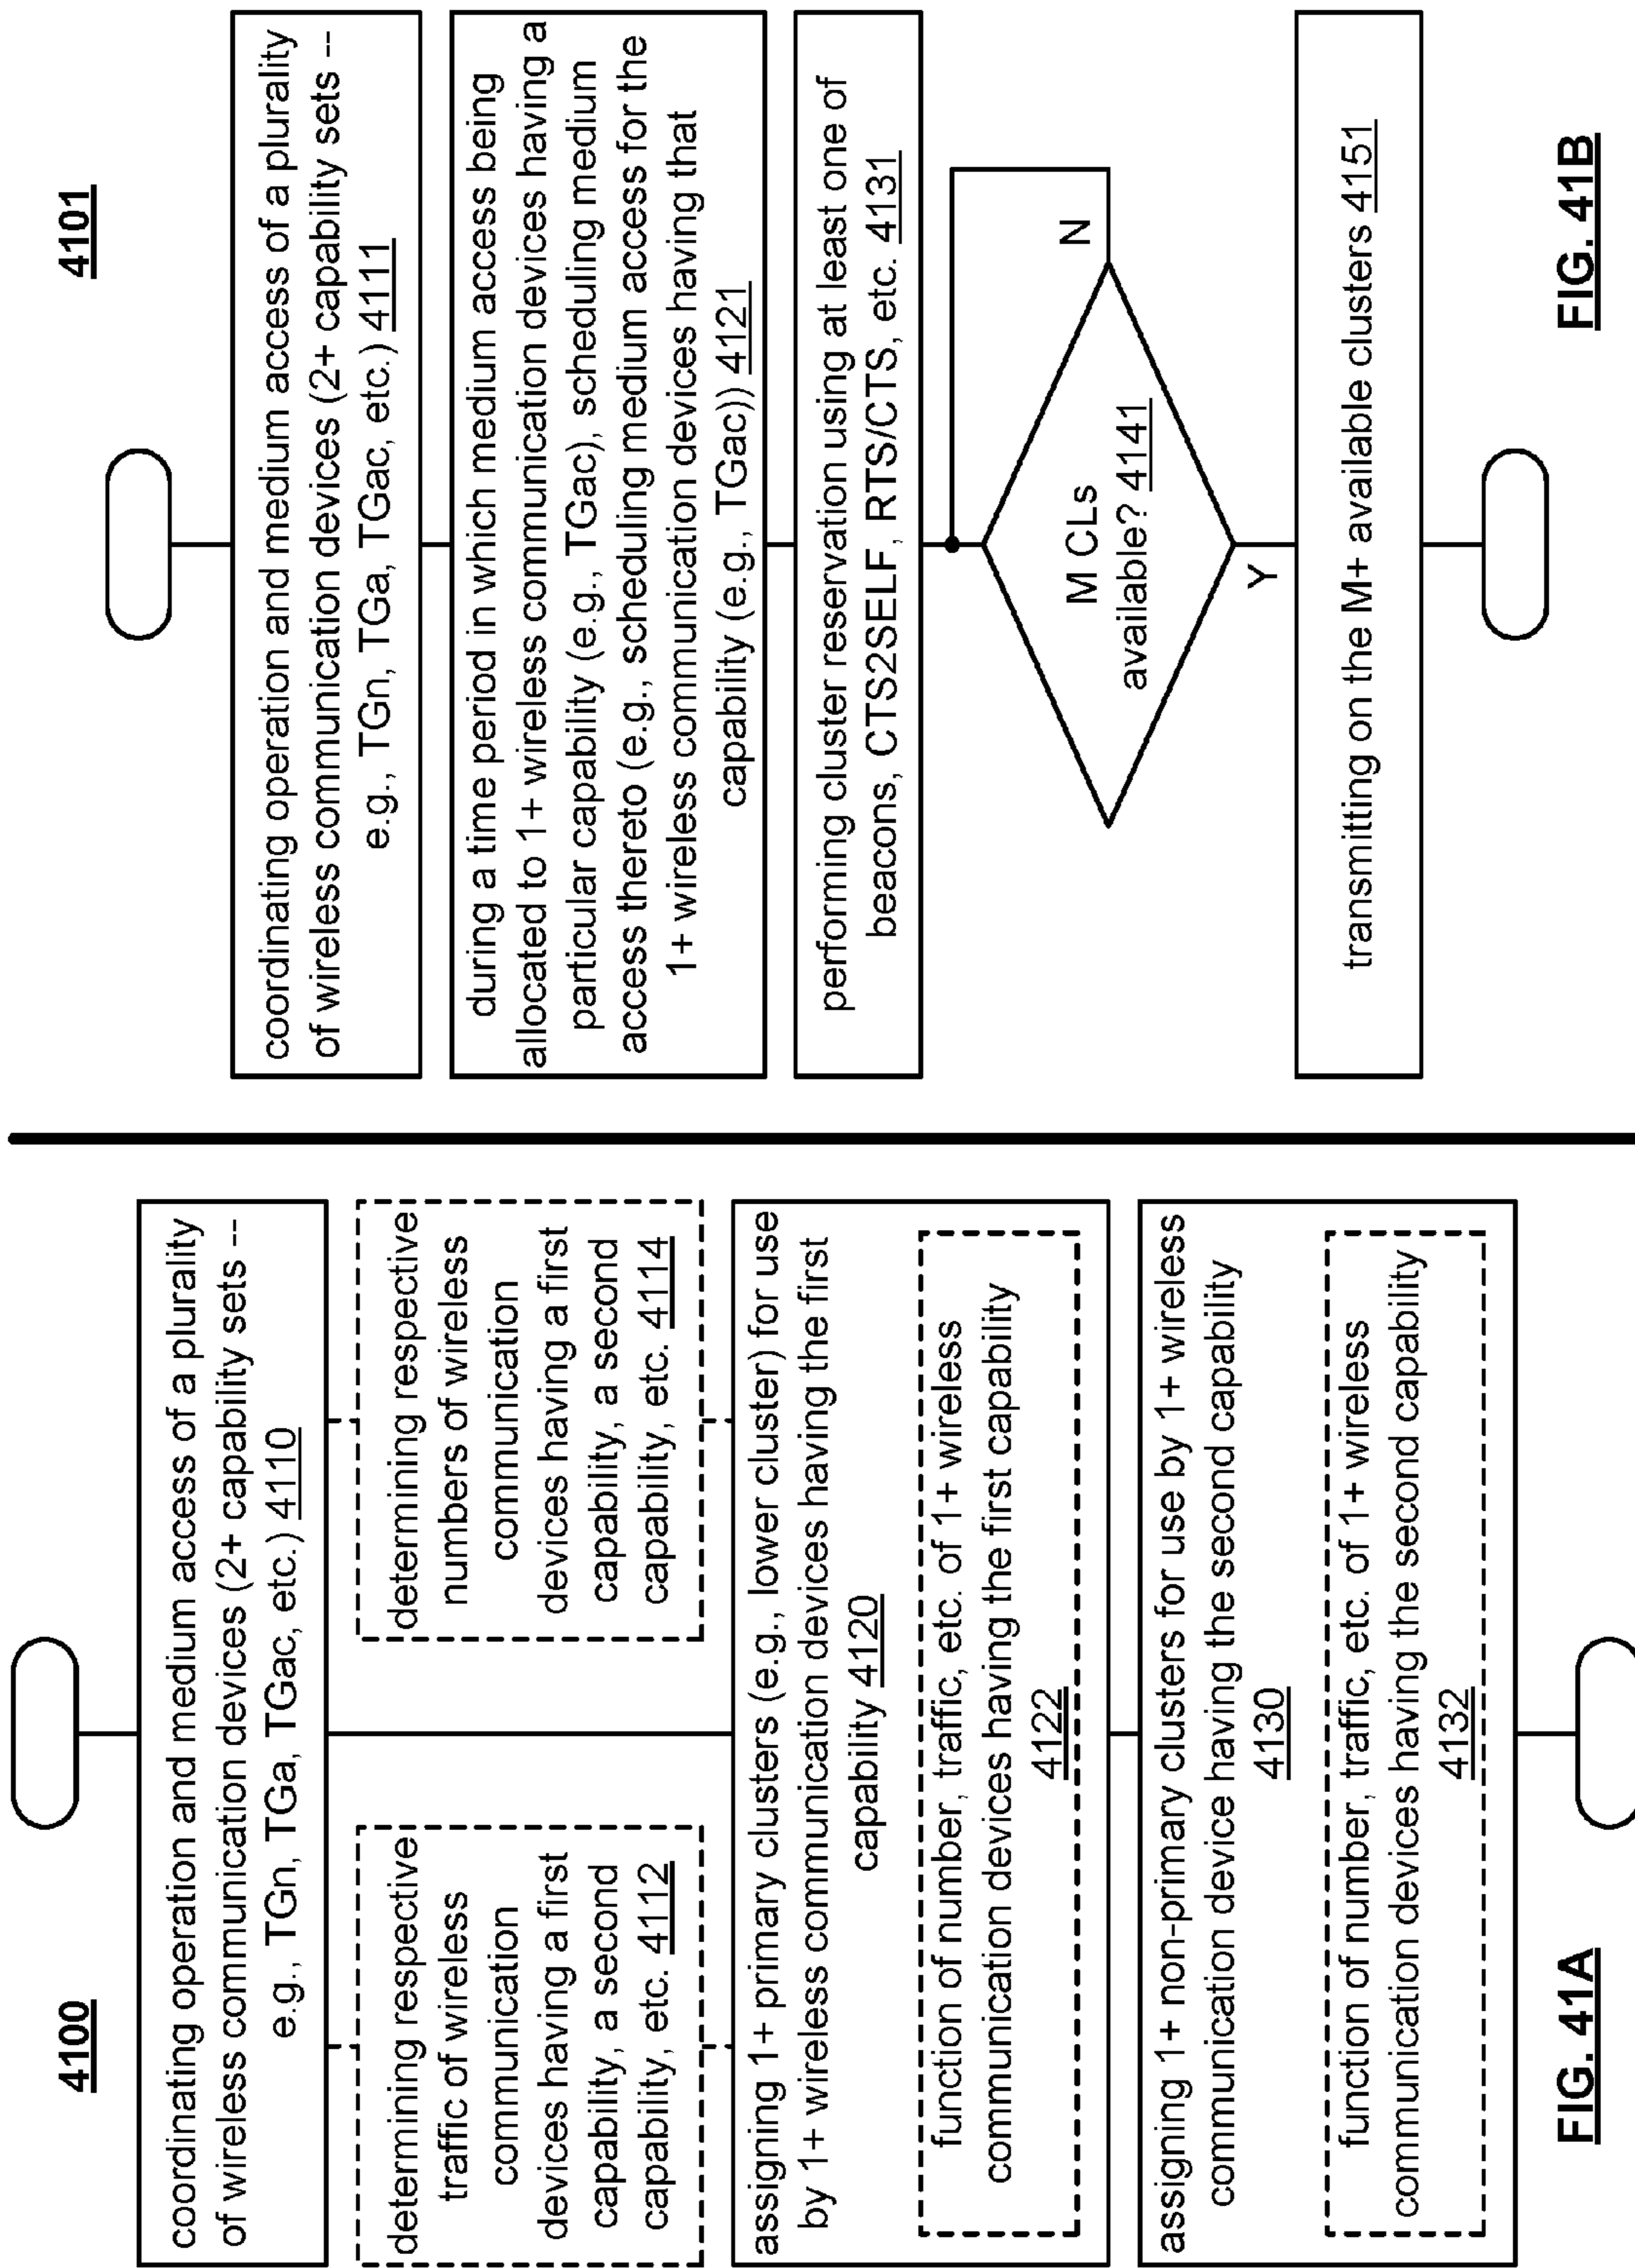 4100
coordinating operation and medium access of a plurality
of wireless communication devices (2+ capability sets --
e.g., TGn, TGa, TGac, etc.) 4110
determining respective
traffic of wireless
communication
devices having a first
capability, a second
capability, etc. 4112
determining respective
numbers of wireless
communication
devices having a first
capability, a second
capability, etc. 4114
assigning 1+ primary clusters (e.g., lower cluster) for use
by 1+ wireless communication devices having the first
capability 4120
function of number, traffic, etc. of 1+ wireless
communication devices having the first capability
4122
assigning 1+ non-primary clusters for use by 1+ wireless
communication device having the second capability
4130
function of number, traffic, etc. of 1+ wireless
communication devices having the second capability
4132
FIG. 41A
4101
coordinating operation and medium access of a plurality
of wireless communication devices (2+ capability sets --
e.g., TGn, TGa, TGac, etc.) 4111
during a time period in which medium access being
allocated to 1+ wireless communication devices having a
particular capability (e.g., TGac), scheduling medium
access thereto (e.g., scheduling medium access for the
1+ wireless communication devices having that
capability (e.g., TGac)) 4121
performing cluster reservation using at least one of
beacons, CTS2SELF, RTS/CTS, etc. 4131
M CLs
available? 4141
N
Y
transmitting on the M+ available clusters 4151
FIG. 41B